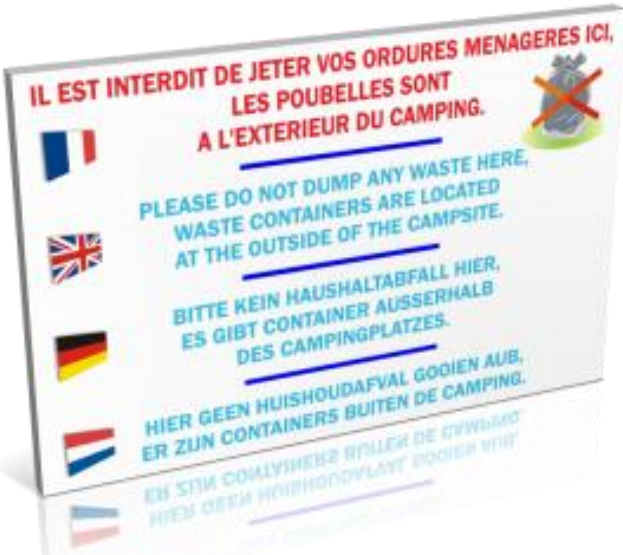 IL EST INTERDIT DE JETER VOS ORDURES MENAGERES ICI,
LES POUBELLES SONT
A L'EXTERIEUR DU CAMPING.
PLEASE DO NOT DUMP ANY WASTE HERE,
WASTE CONTAINERS ARE LOCATED
AT THE OUTSIDE OF THE CAMPSITE.
BITTE KEIN HAUSHALTABFALL HIER,
ES GIBT CONTAINER AUSSERHALB
DES CAMPINGPLATZES.
HIER GEEN HUISHOUDAFVAL GOOIEN AUB,
ER ZIJN CONTAINERS BUITEN DE CAMPING.